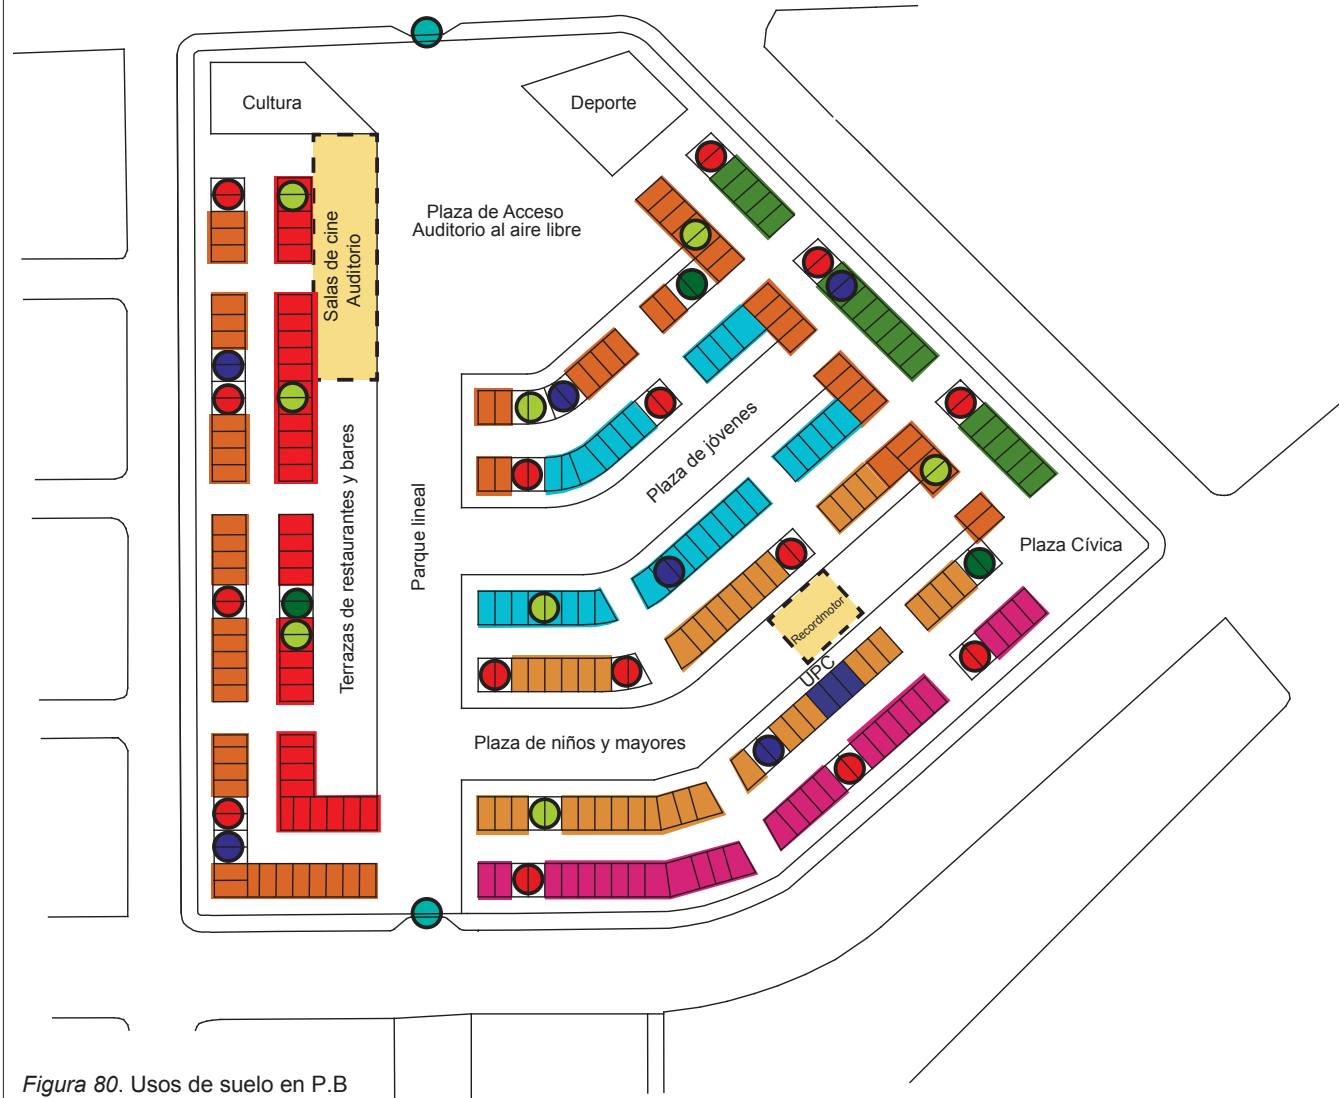 Cultura
Deporte
Plaza de Acceso
Auditorio al aire libre
Salas de cine
Auditorio
Terrazas de restaurantes y bares
Parque lineal
Plaza de jóvenes
Plaza Cívica
Recordmotor
UPC
Plaza de niños y mayores
Figura 80. Usos de suelo en P.B